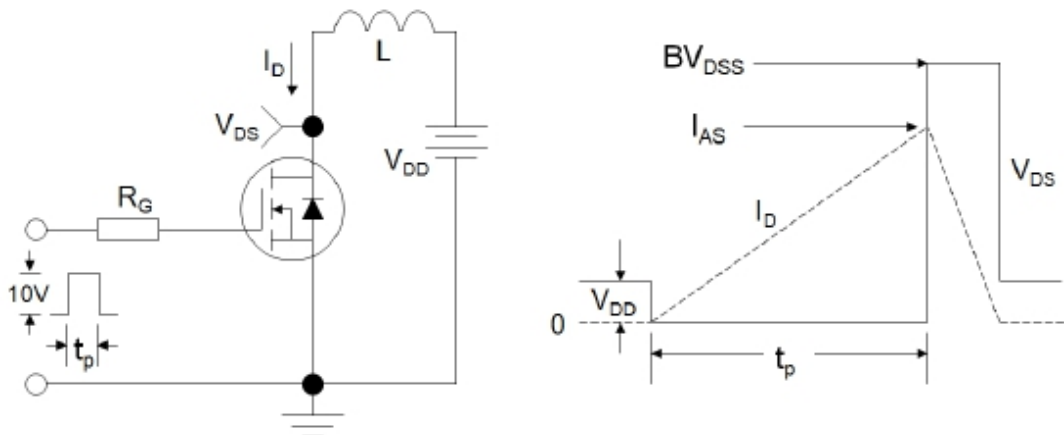 L
I_D
V_DS
V_DD
R_G
10V
t_p
BV_DSS
I_AS
V_DS
I_D
V_DD
0
t_p